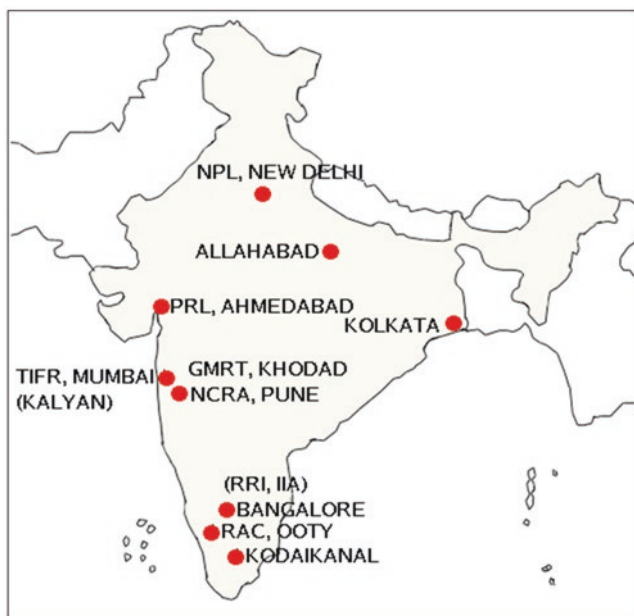 NPL, NEW DELHI
ALLAHABAD
PRL, AHMEDABAD
KOLKATA
GMRT, KHODAD
TIFR, MUMBAI
(KALYAN)
NCRA, PUNE
(RRI, IIA)
BANGALORE
RAC, OOTY
KODAIKANAL